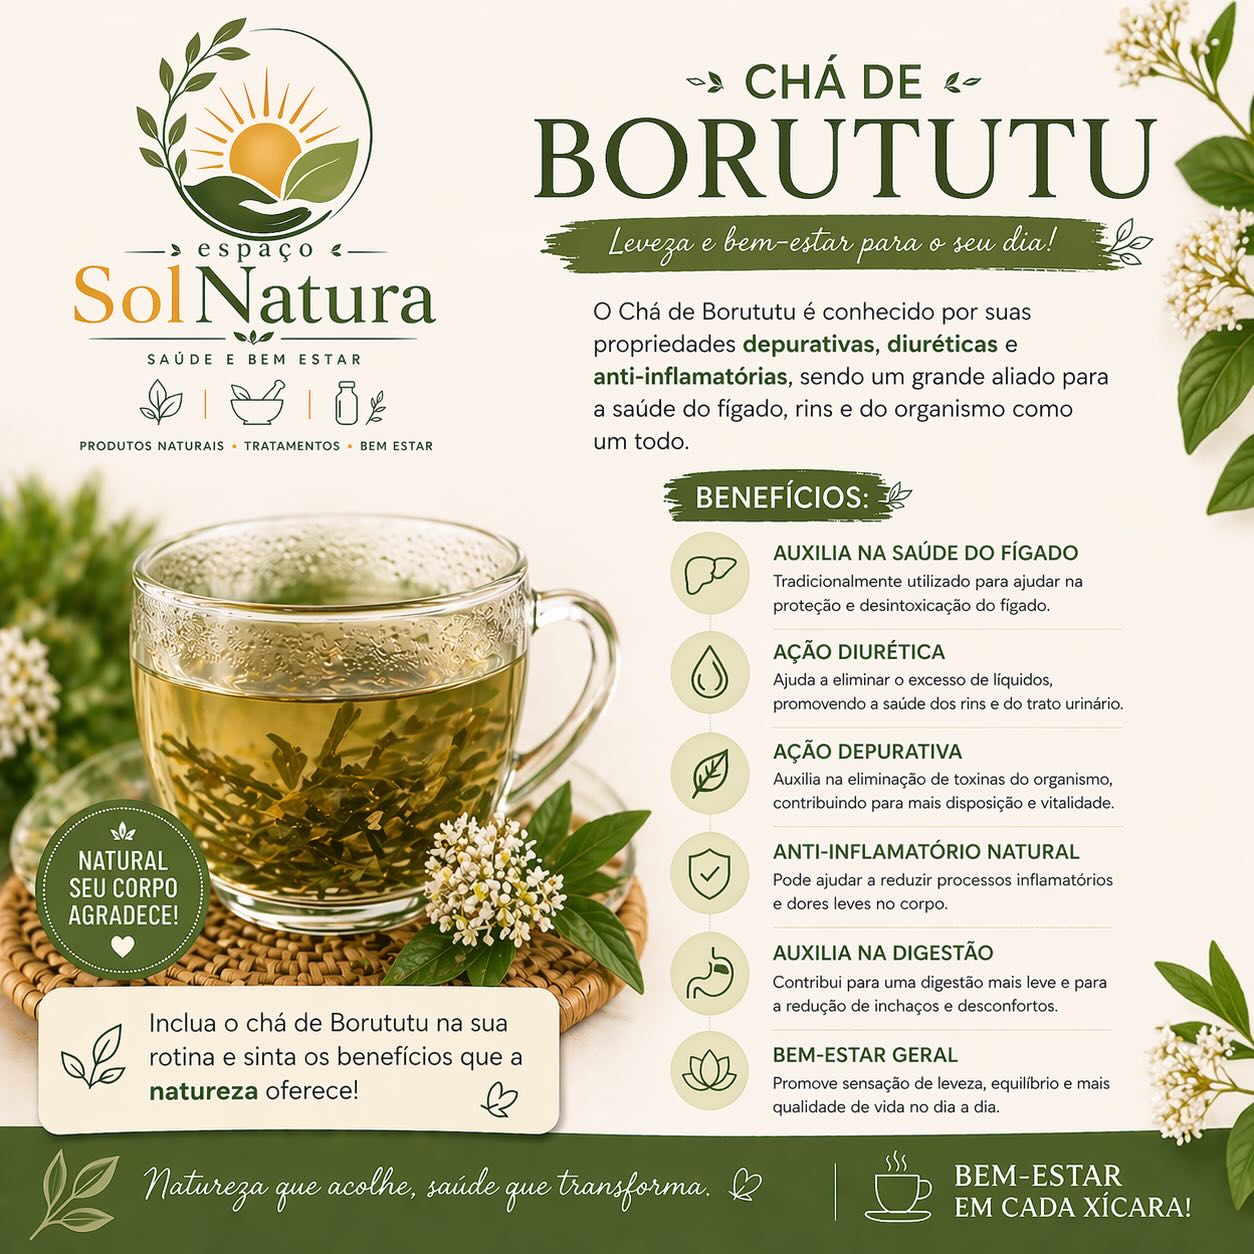 espaço
SolNatura
SAÚDE E BEM ESTAR
PRODUTOS NATURAIS • TRATAMENTOS • BEM ESTAR
CHÁ DE
BORUTUTU
Leveza e bem-estar para o seu dia!
O Chá de Borututu é conhecido por suas
propriedades depurativas, diuréticas e
anti-inflamatórias, sendo um grande aliado para
a saúde do fígado, rins e do organismo como
um todo.
BENEFÍCIOS:
AUXILIA NA SAÚDE DO FÍGADO
Tradicionalmente utilizado para ajudar na
proteção e desintoxicação do fígado.
AÇÃO DIURÉTICA
Ajuda a eliminar o excesso de líquidos,
promovendo a saúde dos rins e do trato urinário.
AÇÃO DEPURATIVA
Auxilia na eliminação de toxinas do organismo,
contribuindo para mais disposição e vitalidade.
ANTI-INFLAMATÓRIO NATURAL
Pode ajudar a reduzir processos inflamatórios
e dores leves no corpo.
AUXILIA NA DIGESTÃO
Contribui para uma digestão mais leve e para
a redução de inchaços e desconfortos.
BEM-ESTAR GERAL
Promove sensação de leveza, equilíbrio e mais
qualidade de vida no dia a dia.
NATURAL
SEU CORPO
AGRADECE!
Inclua o chá de Borututu na sua
rotina e sinta os benefícios que a
natureza oferece!
Natureza que acolhe, saúde que transforma.
BEM-ESTAR
EM CADA XÍCARA!